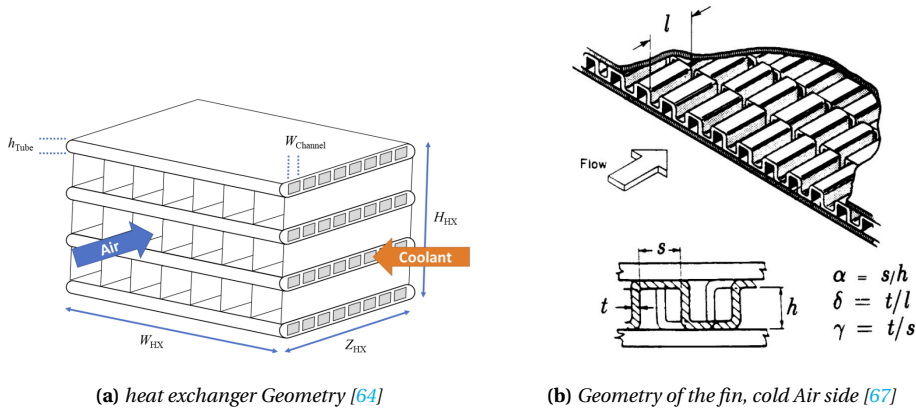 h_Tube
W_Channel
H_HX
Air
Coolant
W_HX
Z_HX
(a) heat exchanger Geometry [64]
l
Flow
s
t
h
α = s/h
δ = t/l
γ = t/s
(b) Geometry of the fin, cold Air side [67]